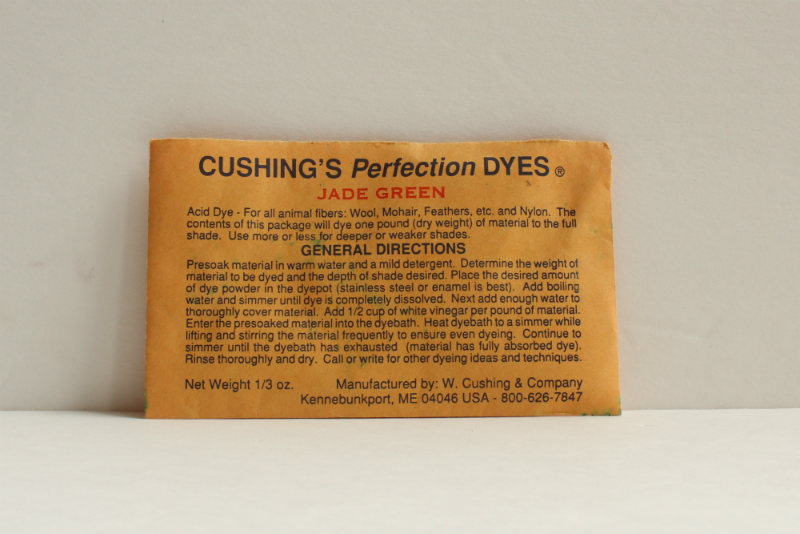 CUSHING'S Perfection DYES ®
JADE GREEN
Acid Dye - For all animal fibers: Wool, Mohair, Feathers, etc. and Nylon. The
contents of this package will dye one pound (dry weight) of material to the full
shade. Use more or less for deeper or weaker shades.
GENERAL DIRECTIONS
Presoak material in warm water and a mild detergent. Determine the weight of
material to be dyed and the depth of shade desired. Place the desired amount
of dye powder in the dyepot (stainless steel or enamel is best). Add boiling
water and simmer until dye is completely dissolved. Next add enough water to
thoroughly cover material. Add 1/2 cup of white vinegar per pound of material.
Enter the presoaked material into the dyebath. Heat dyebath to a simmer while
lifting and stirring the material frequently to ensure even dyeing. Continue to
simmer until the dyebath has exhausted (material has fully absorbed dye).
Rinse thoroughly and dry. Call or write for other dyeing ideas and techniques.
Net Weight 1/3 oz. Manufactured by: W. Cushing & Company
Kennebunkport, ME 04046 USA - 800-626-7847